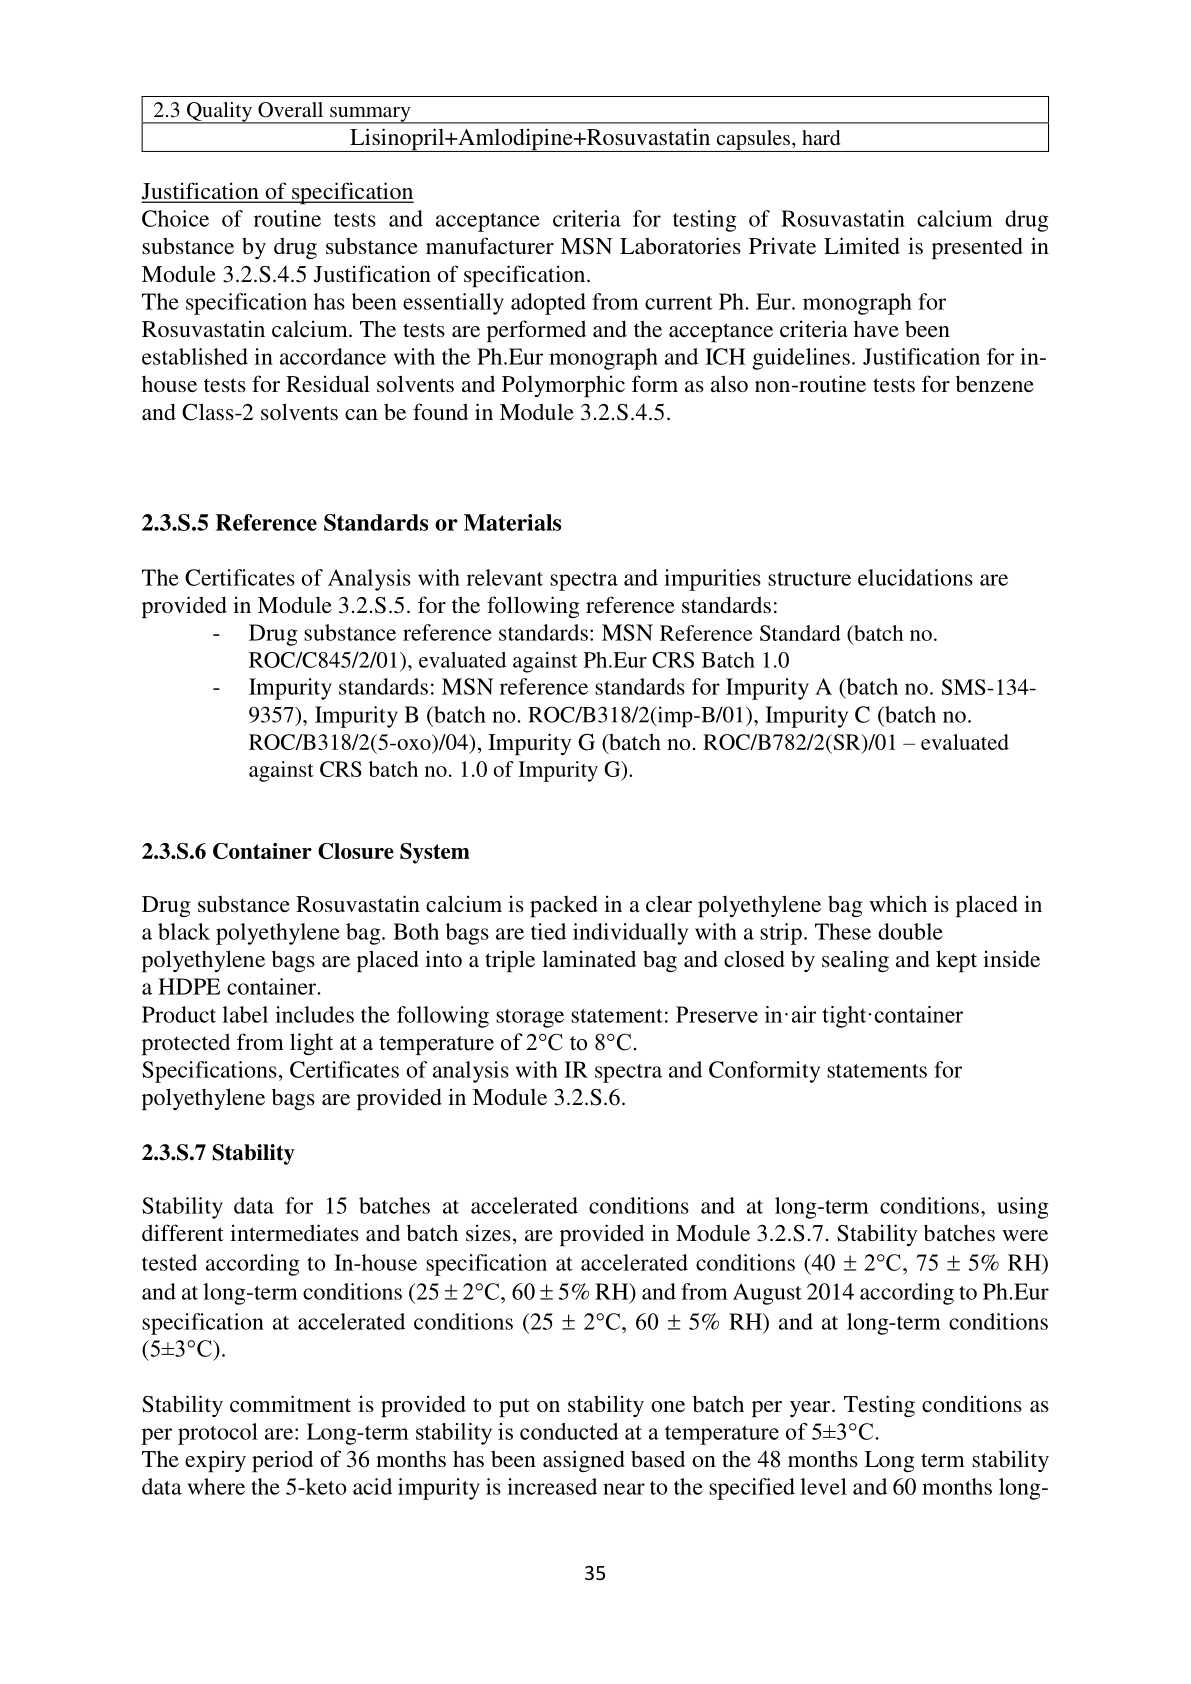 2.3 Quality Overall summary
Lisinopril+Amlodipine+Rosuvastatin capsules, hard
Justification of specification
Choice of routine tests and acceptance criteria for testing of Rosuvastatin calcium drug
substance by drug substance manufacturer MSN Laboratories Private Limited is presented in
Module 3.2.S.4.5 Justification of specification.
The specification has been essentially adopted from current Ph. Eur. monograph for
Rosuvastatin calcium. The tests are performed and the acceptance criteria have been
established in accordance with the Ph.Eur monograph and ICH guidelines. Justification for in-
house tests for Residual solvents and Polymorphic form as also non-routine tests for benzene
and Class-2 solvents can be found in Module 3.2.S.4.5.
2.3.S.5 Reference Standards or Materials
The Certificates of Analysis with relevant spectra and impurities structure elucidations are
provided in Module 3.2.S.5. for the following reference standards:
- Drug substance reference standards: MSN Reference Standard (batch no.
ROC/C845/2/01), evaluated against Ph.Eur CRS Batch 1.0
- Impurity standards: MSN reference standards for Impurity A (batch no. SMS-134-
9357), Impurity B (batch no. ROC/B318/2(imp-B/01), Impurity C (batch no.
ROC/B318/2(5-oxo)/04), Impurity G (batch no. ROC/B782/2(SR)/01 – evaluated
against CRS batch no. 1.0 of Impurity G).
2.3.S.6 Container Closure System
Drug substance Rosuvastatin calcium is packed in a clear polyethylene bag which is placed in
a black polyethylene bag. Both bags are tied individually with a strip. These double
polyethylene bags are placed into a triple laminated bag and closed by sealing and kept inside
a HDPE container.
Product label includes the following storage statement: Preserve in·air tight·container
protected from light at a temperature of 2°C to 8°C.
Specifications, Certificates of analysis with IR spectra and Conformity statements for
polyethylene bags are provided in Module 3.2.S.6.
2.3.S.7 Stability
Stability data for 15 batches at accelerated conditions and at long-term conditions, using
different intermediates and batch sizes, are provided in Module 3.2.S.7. Stability batches were
tested according to In-house specification at accelerated conditions (40 ± 2°C, 75 ± 5% RH)
and at long-term conditions (25 ± 2°C, 60 ± 5% RH) and from August 2014 according to Ph.Eur
specification at accelerated conditions (25 ± 2°C, 60 ± 5% RH) and at long-term conditions
(5±3°C).
Stability commitment is provided to put on stability one batch per year. Testing conditions as
per protocol are: Long-term stability is conducted at a temperature of 5±3°C.
The expiry period of 36 months has been assigned based on the 48 months Long term stability
data where the 5-keto acid impurity is increased near to the specified level and 60 months long-
35